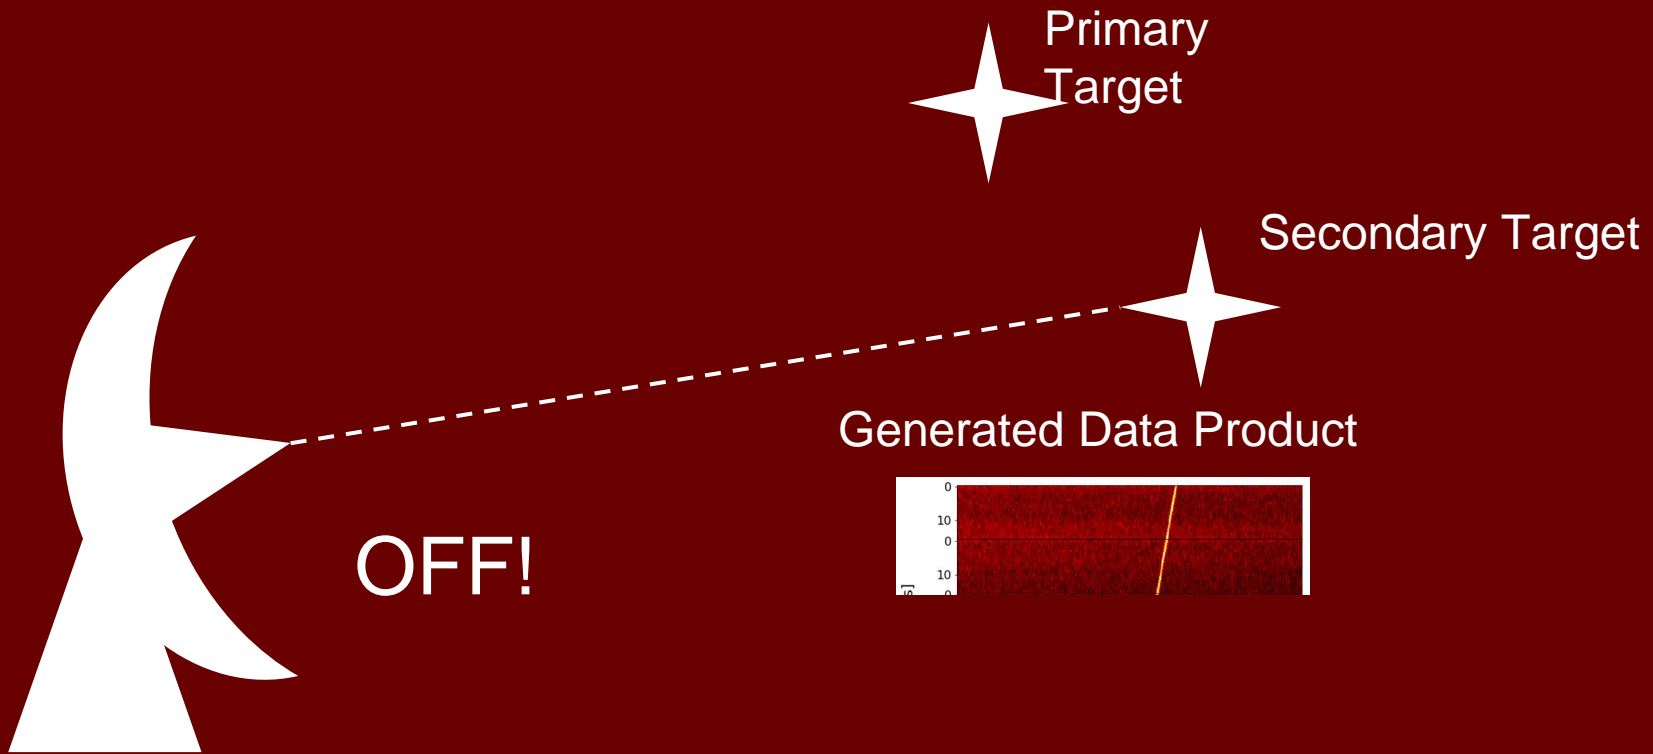 Primary
Target
Secondary Target
Generated Data Product
OFF!
0
10
0
10